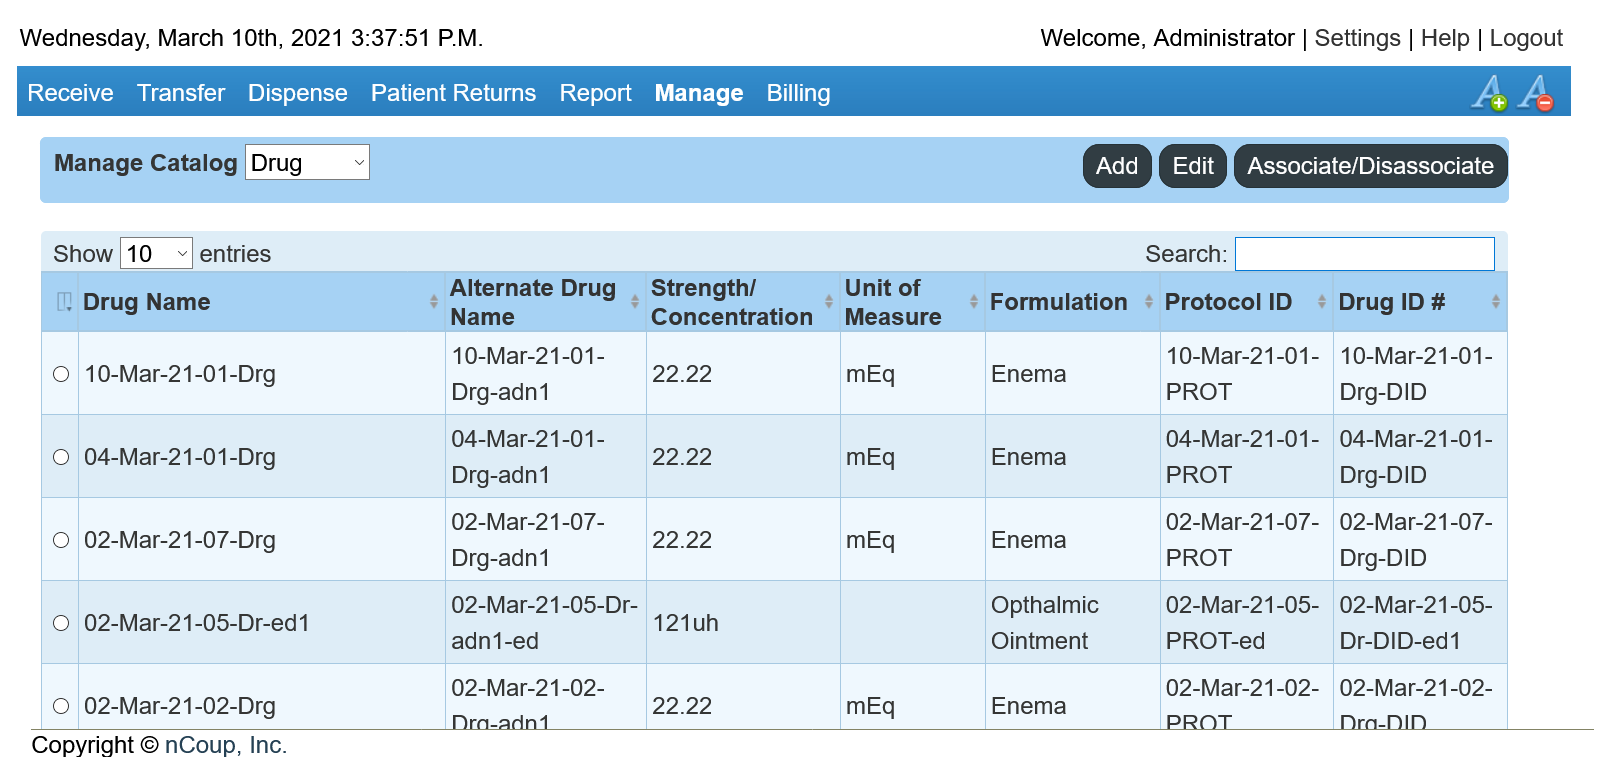 Wednesday, March 10th, 2021 3:37:51 P.M.
Welcome, Administrator | Settings | Help | Logout
Receive Transfer Dispense Patient Returns Report Manage Billing
Manage Catalog Drug
Add Edit Associate/Disassociate
Show 10 entries
Search:
Drug Name
Alternate Drug
Name
Strength/
Concentration
Unit of
Measure
Formulation
Protocol ID
Drug ID #
10-Mar-21-01-Drg
10-Mar-21-01-
Drg-adn1
22.22
mEq
Enema
10-Mar-21-01-
PROT
10-Mar-21-01-
Drg-DID
04-Mar-21-01-Drg
04-Mar-21-01-
Drg-adn1
22.22
mEq
Enema
04-Mar-21-01-
PROT
04-Mar-21-01-
Drg-DID
02-Mar-21-07-Drg
02-Mar-21-07-
Drg-adn1
22.22
mEq
Enema
02-Mar-21-07-
PROT
02-Mar-21-07-
Drg-DID
02-Mar-21-05-Dr-ed1
02-Mar-21-05-Dr-
adn1-ed
121uh
Opthalmic
Ointment
02-Mar-21-05-
PROT-ed
02-Mar-21-05-
Dr-DID-ed1
02-Mar-21-02-Drg
02-Mar-21-02-
Drg-adn1
22.22
mEq
Enema
02-Mar-21-02-
PROT
02-Mar-21-02-
Drg-DID
Copyright © nCoup, Inc.